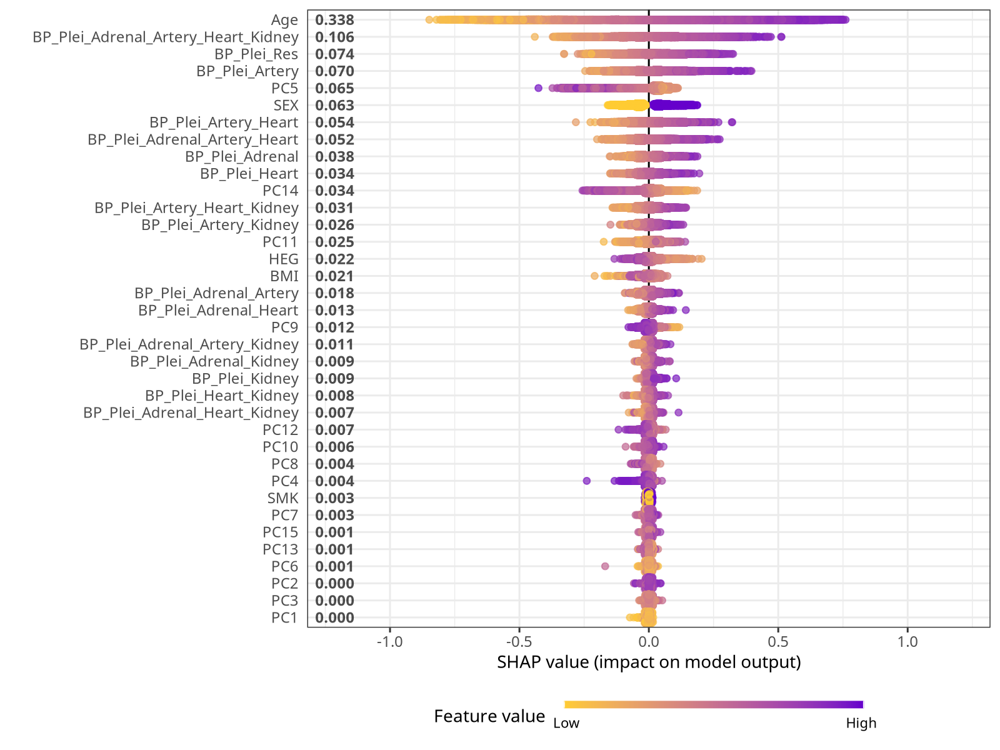 Age 0.338
BP_Plei_Adrenal_Artery_Heart_Kidney 0.106
BP_Plei_Res 0.074
BP_Plei_Artery 0.070
PC5 0.065
SEX 0.063
BP_Plei_Artery_Heart 0.054
BP_Plei_Adrenal_Artery_Heart 0.052
BP_Plei_Adrenal 0.038
BP_Plei_Heart 0.034
PC14 0.034
BP_Plei_Artery_Heart_Kidney 0.031
BP_Plei_Artery_Kidney 0.026
PC11 0.025
HEG 0.022
BMI 0.021
BP_Plei_Adrenal_Artery 0.018
BP_Plei_Adrenal_Heart 0.013
PC9 0.012
BP_Plei_Adrenal_Artery_Kidney 0.011
BP_Plei_Adrenal_Kidney 0.009
BP_Plei_Kidney 0.009
BP_Plei_Heart_Kidney 0.008
BP_Plei_Adrenal_Heart_Kidney 0.007
PC12 0.007
PC10 0.006
PC8 0.004
PC4 0.004
SMK 0.003
PC7 0.003
PC15 0.001
PC13 0.001
PC6 0.001
PC2 0.000
PC3 0.000
PC1 0.000
-1.0 -0.5 0.0 0.5 1.0
SHAP value (impact on model output)
Feature value
Low High